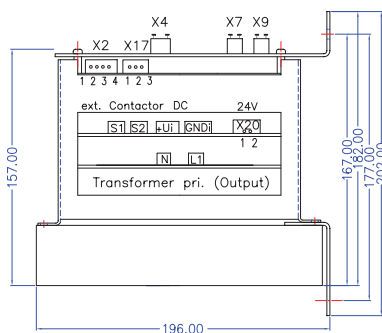 X4 X7 X9
X2 X17
1 2 3 4 1 2 3
ext. Contactor DC 24V
S1 S2 +Ui GNDi X20
1 2
N L1
Transformer pri. (Output)
157.00
167.00
182.00
177.00
202.00
196.00